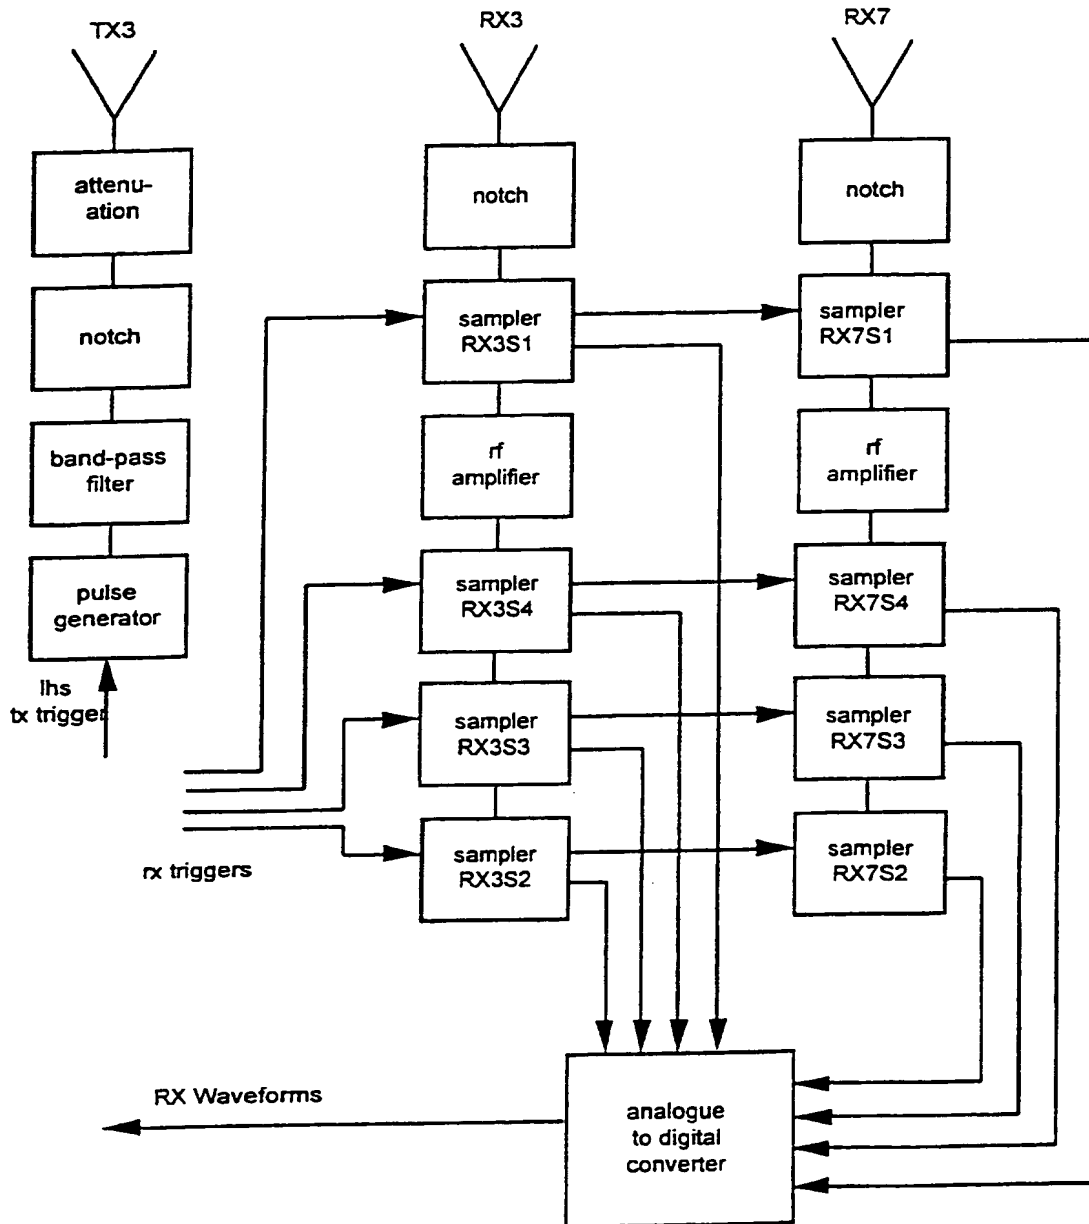 TX3
RX3
RX7
attenu-
ation
notch
notch
notch
sampler
RX3S1
sampler
RX7S1
band-pass
filter
rf
amplifier
rf
amplifier
pulse
generator
sampler
RX3S4
sampler
RX7S4
lhs
tx trigger
sampler
RX3S3
sampler
RX7S3
rx triggers
sampler
RX3S2
sampler
RX7S2
RX Waveforms
analogue
to digital
converter